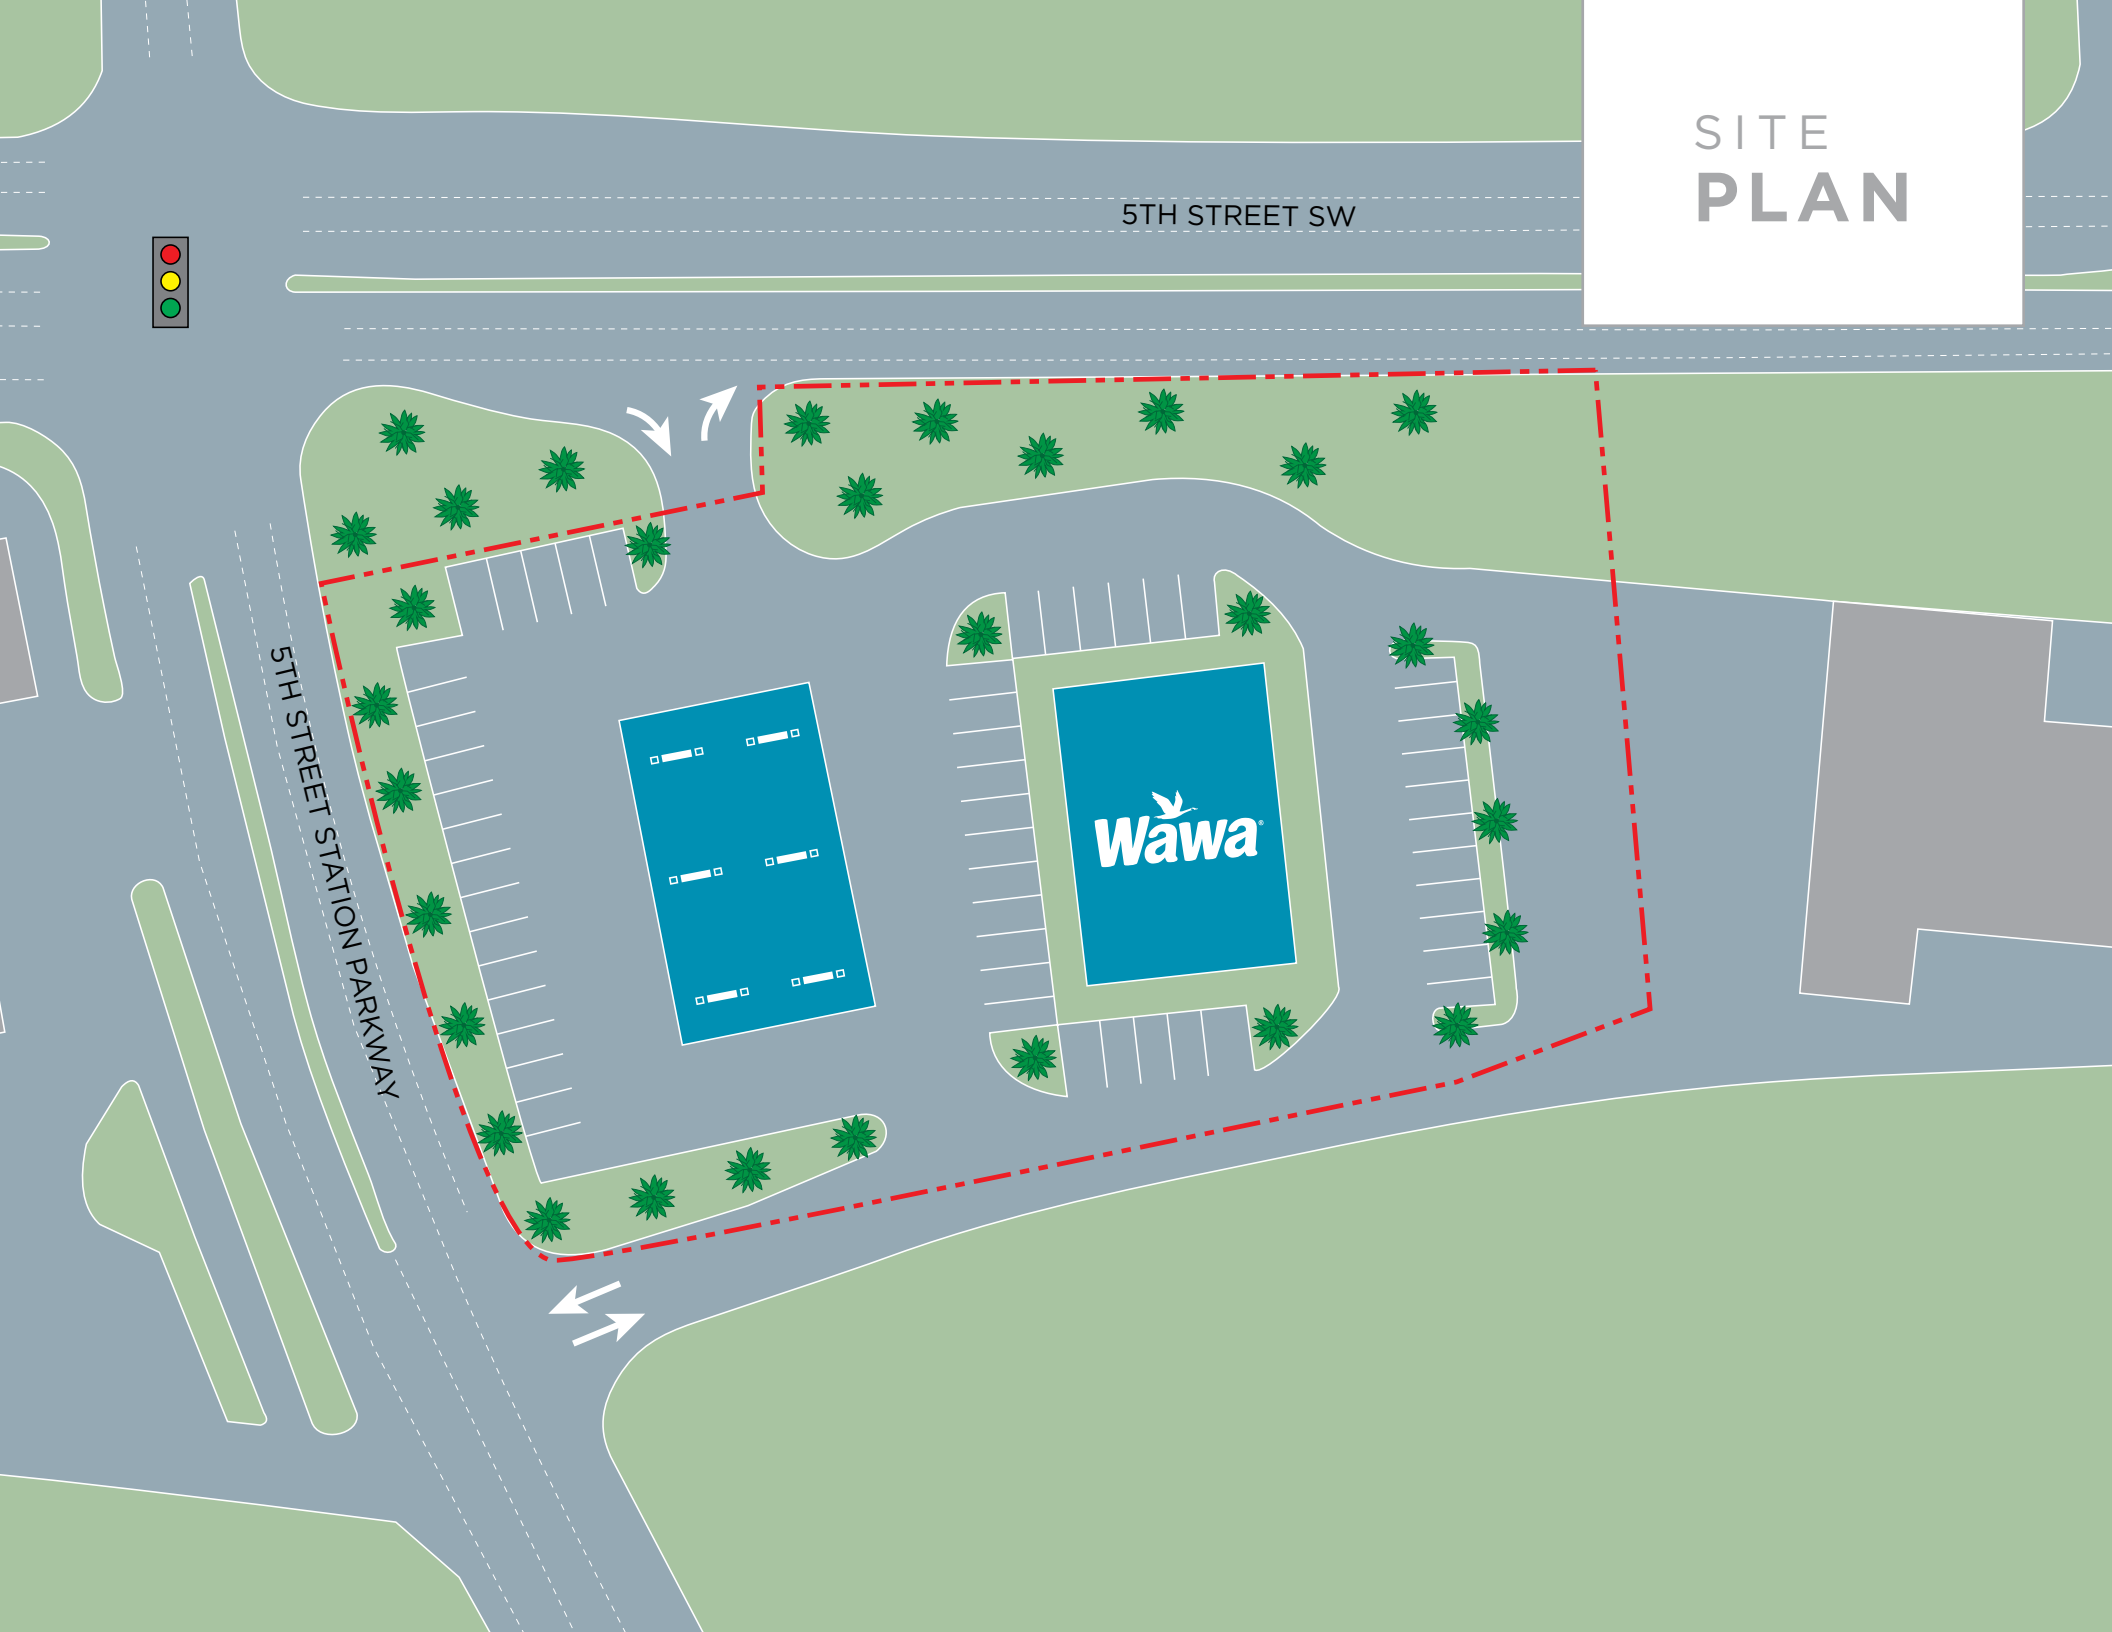 SITE
PLAN
5TH STREET SW
5TH STREET STATION PARKWAY
Wawa®